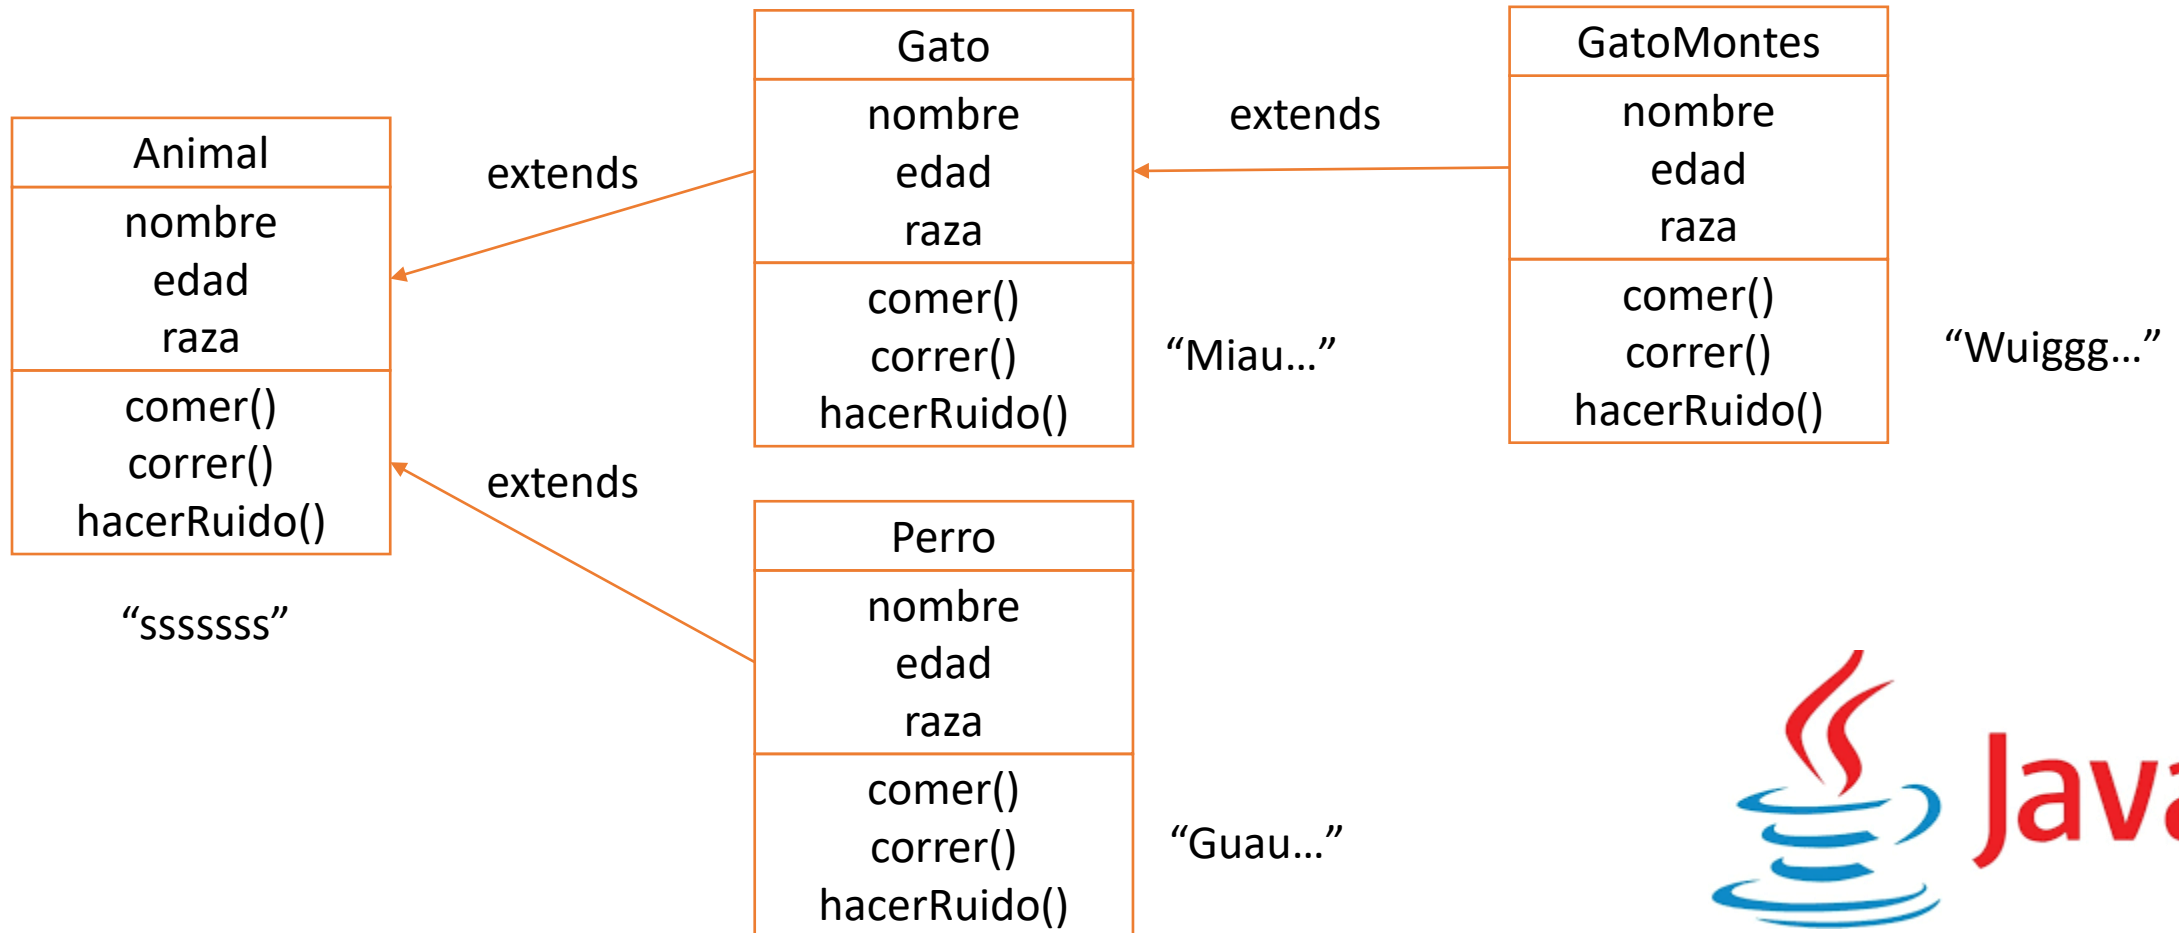 Animal
nombre
edad
raza
comer()
correr()
hacerRuido()
“sssssss”
extends
extends
Gato
nombre
edad
raza
comer()
correr()
hacerRuido()
“Miau...”
Perro
nombre
edad
raza
comer()
correr()
hacerRuido()
“Guau...”
extends
GatoMontes
nombre
edad
raza
comer()
correr()
hacerRuido()
“Wuiggg...”
Java